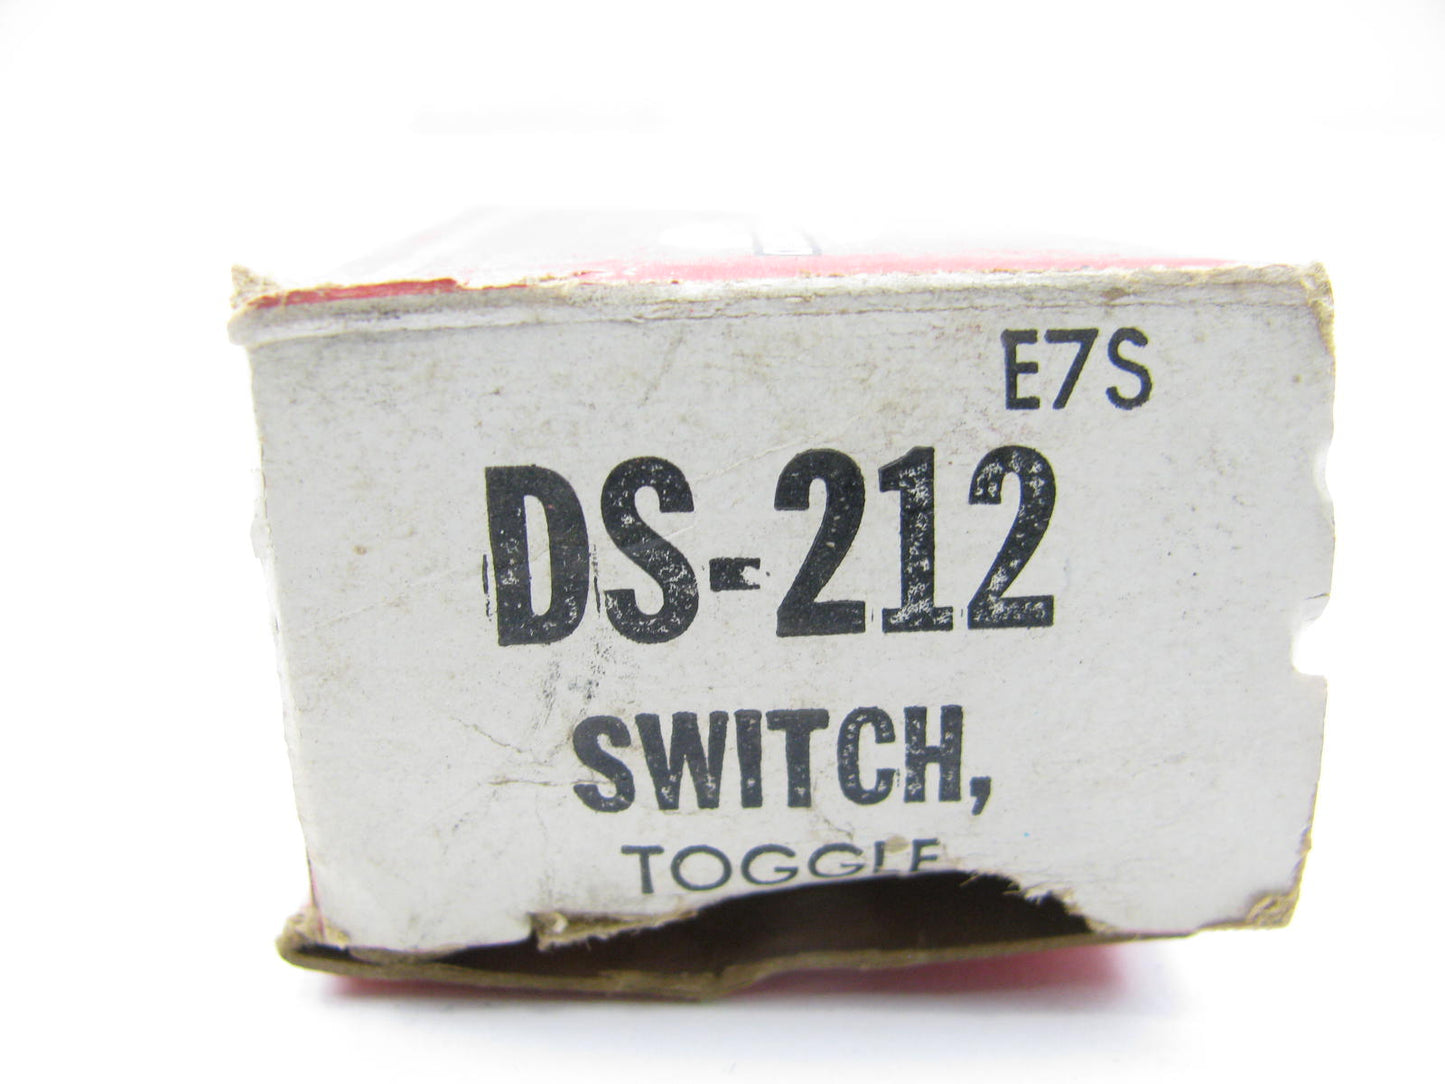 E7S
DS-212
SWITCH,
TOGGLE